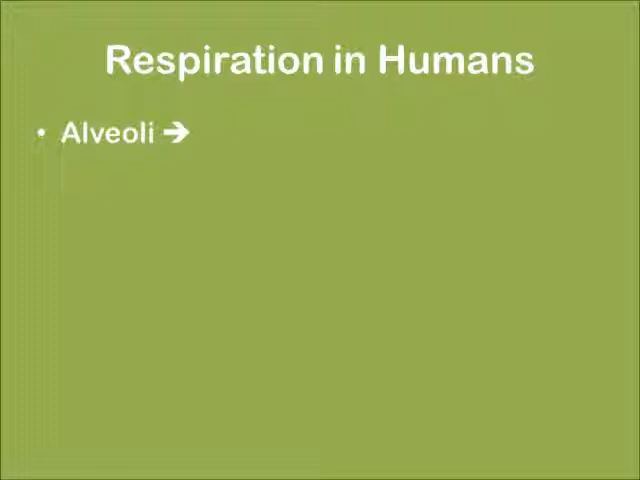 Respiration in Humans
• Alveoli ➔